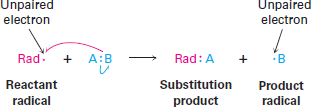 Unpaired
electron
Unpaired
electron
Rad· + A:B ⟶ Rad:A + ·B
Reactant
radical
Substitution
product
Product
radical